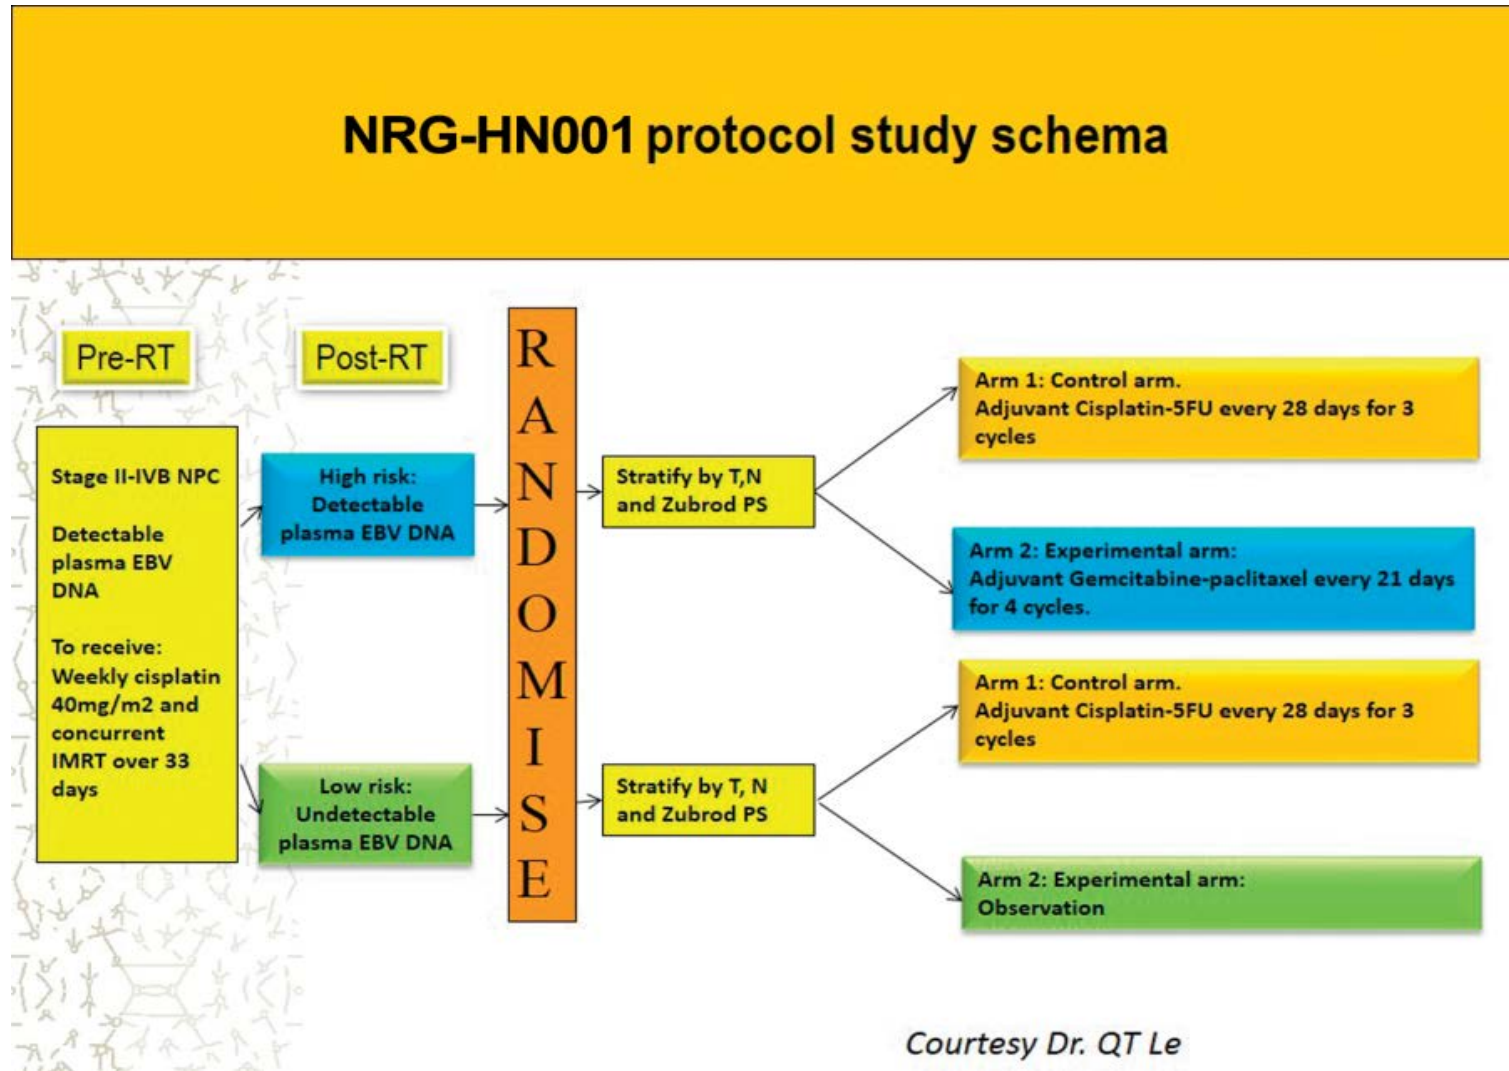 NRG-HN001 protocol study schema
Pre-RT
Post-RT
Stage II-IVB NPC
Detectable
plasma EBV
DNA
To receive:
Weekly cisplatin
40mg/m2 and
concurrent
IMRT over 33
days
High risk:
Detectable
plasma EBV DNA
Low risk:
Undetectable
plasma EBV DNA
R
A
N
D
O
M
I
S
E
Stratify by T,N
and Zubrod PS
Stratify by T, N
and Zubrod PS
Arm 1: Control arm.
Adjuvant Cisplatin-5FU every 28 days for 3
cycles
Arm 2: Experimental arm:
Adjuvant Gemcitabine-paclitaxel every 21 days
for 4 cycles.
Arm 1: Control arm.
Adjuvant Cisplatin-5FU every 28 days for 3
cycles
Arm 2: Experimental arm:
Observation
Courtesy Dr. QT Le